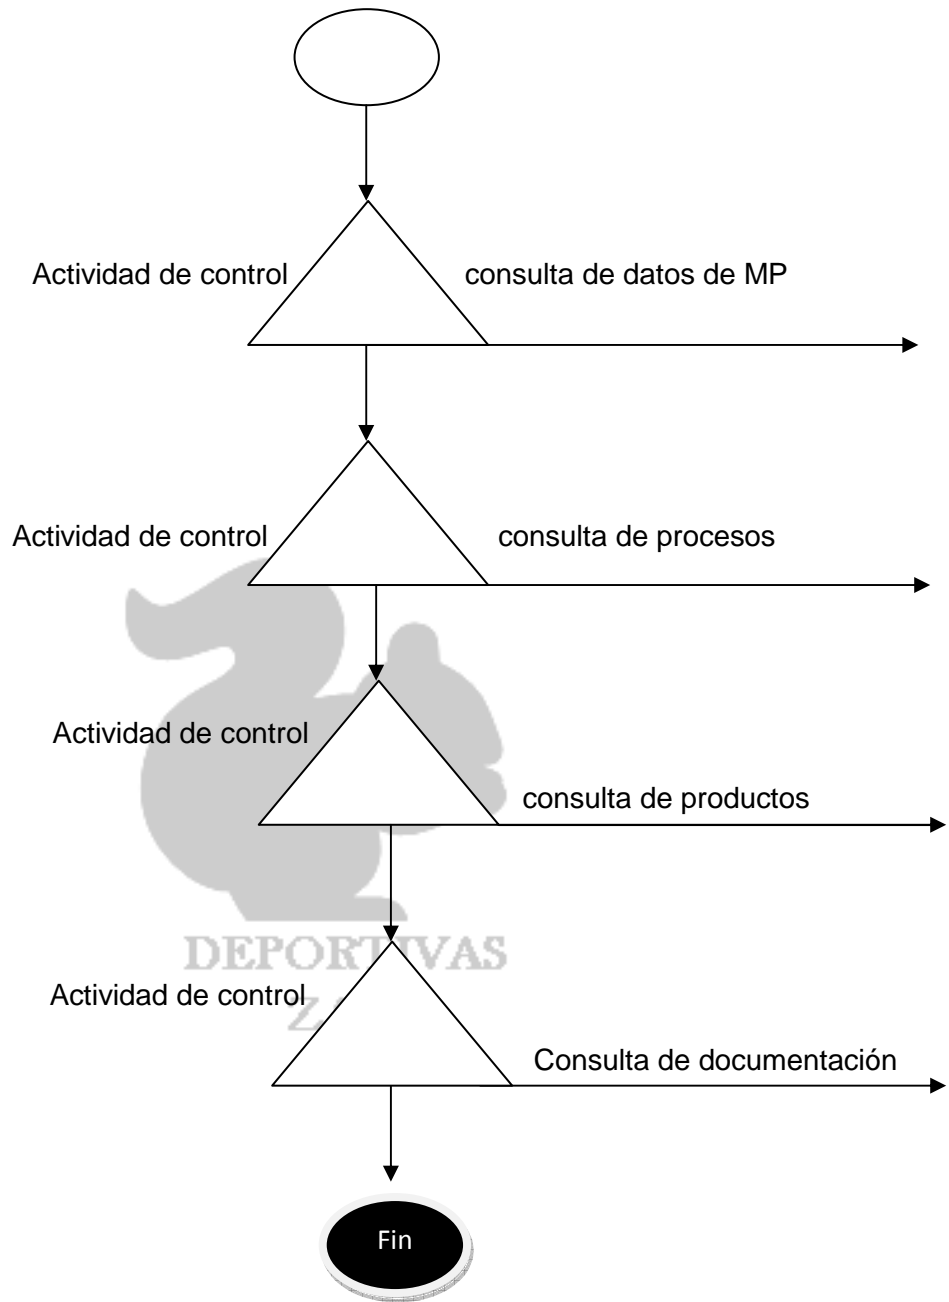 Actividad de control
consulta de datos de MP
Actividad de control
consulta de procesos
Actividad de control
consulta de productos
DEPORTIVAS
Actividad de control
Consulta de documentación
Fin